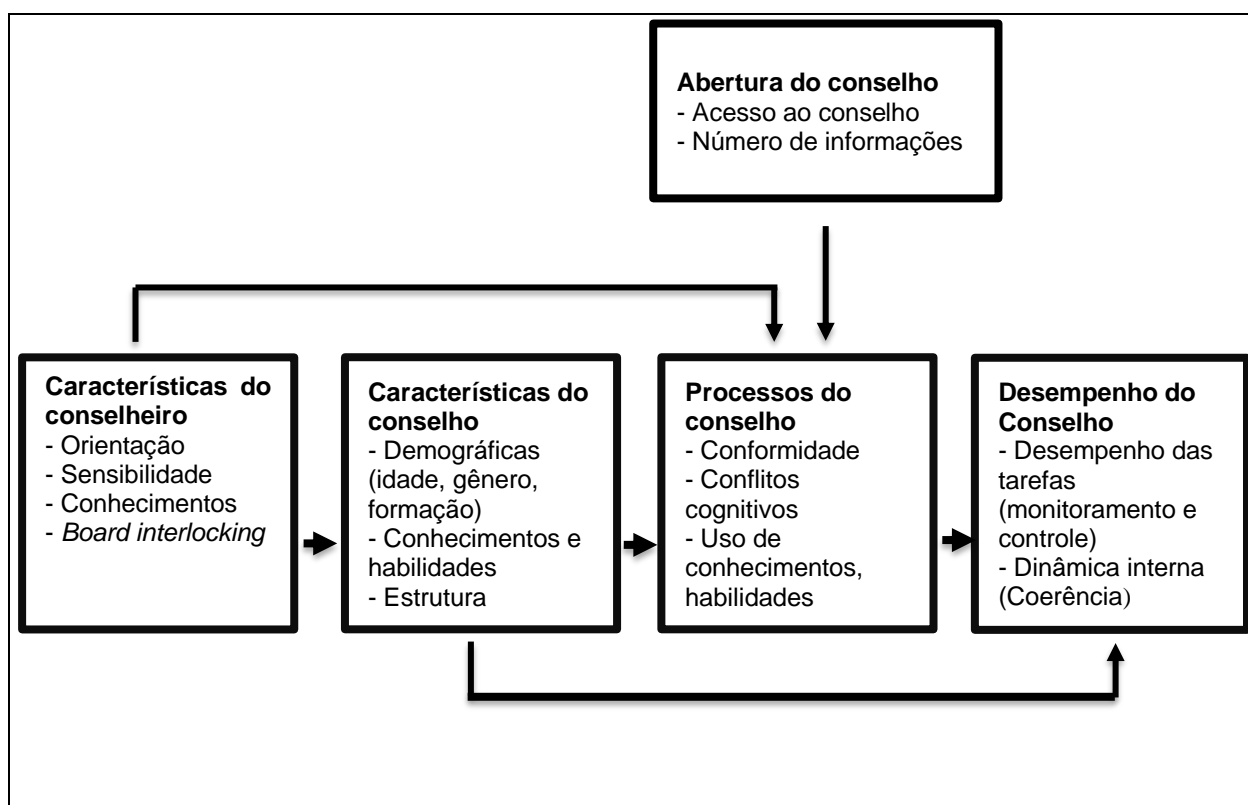 Abertura do conselho
- Acesso ao conselho
- Número de informações
Características do
conselheiro
- Orientação
- Sensibilidade
- Conhecimentos
- Board interlocking
Características do
conselho
- Demográficas
(idade, gênero,
formação)
- Conhecimentos e
habilidades
- Estrutura
Processos do
conselho
- Conformidade
- Conflitos
cognitivos
- Uso de
conhecimentos,
habilidades
Desempenho do
Conselho
- Desempenho das
tarefas
(monitoramento e
controle)
- Dinâmica interna
(Coerência)